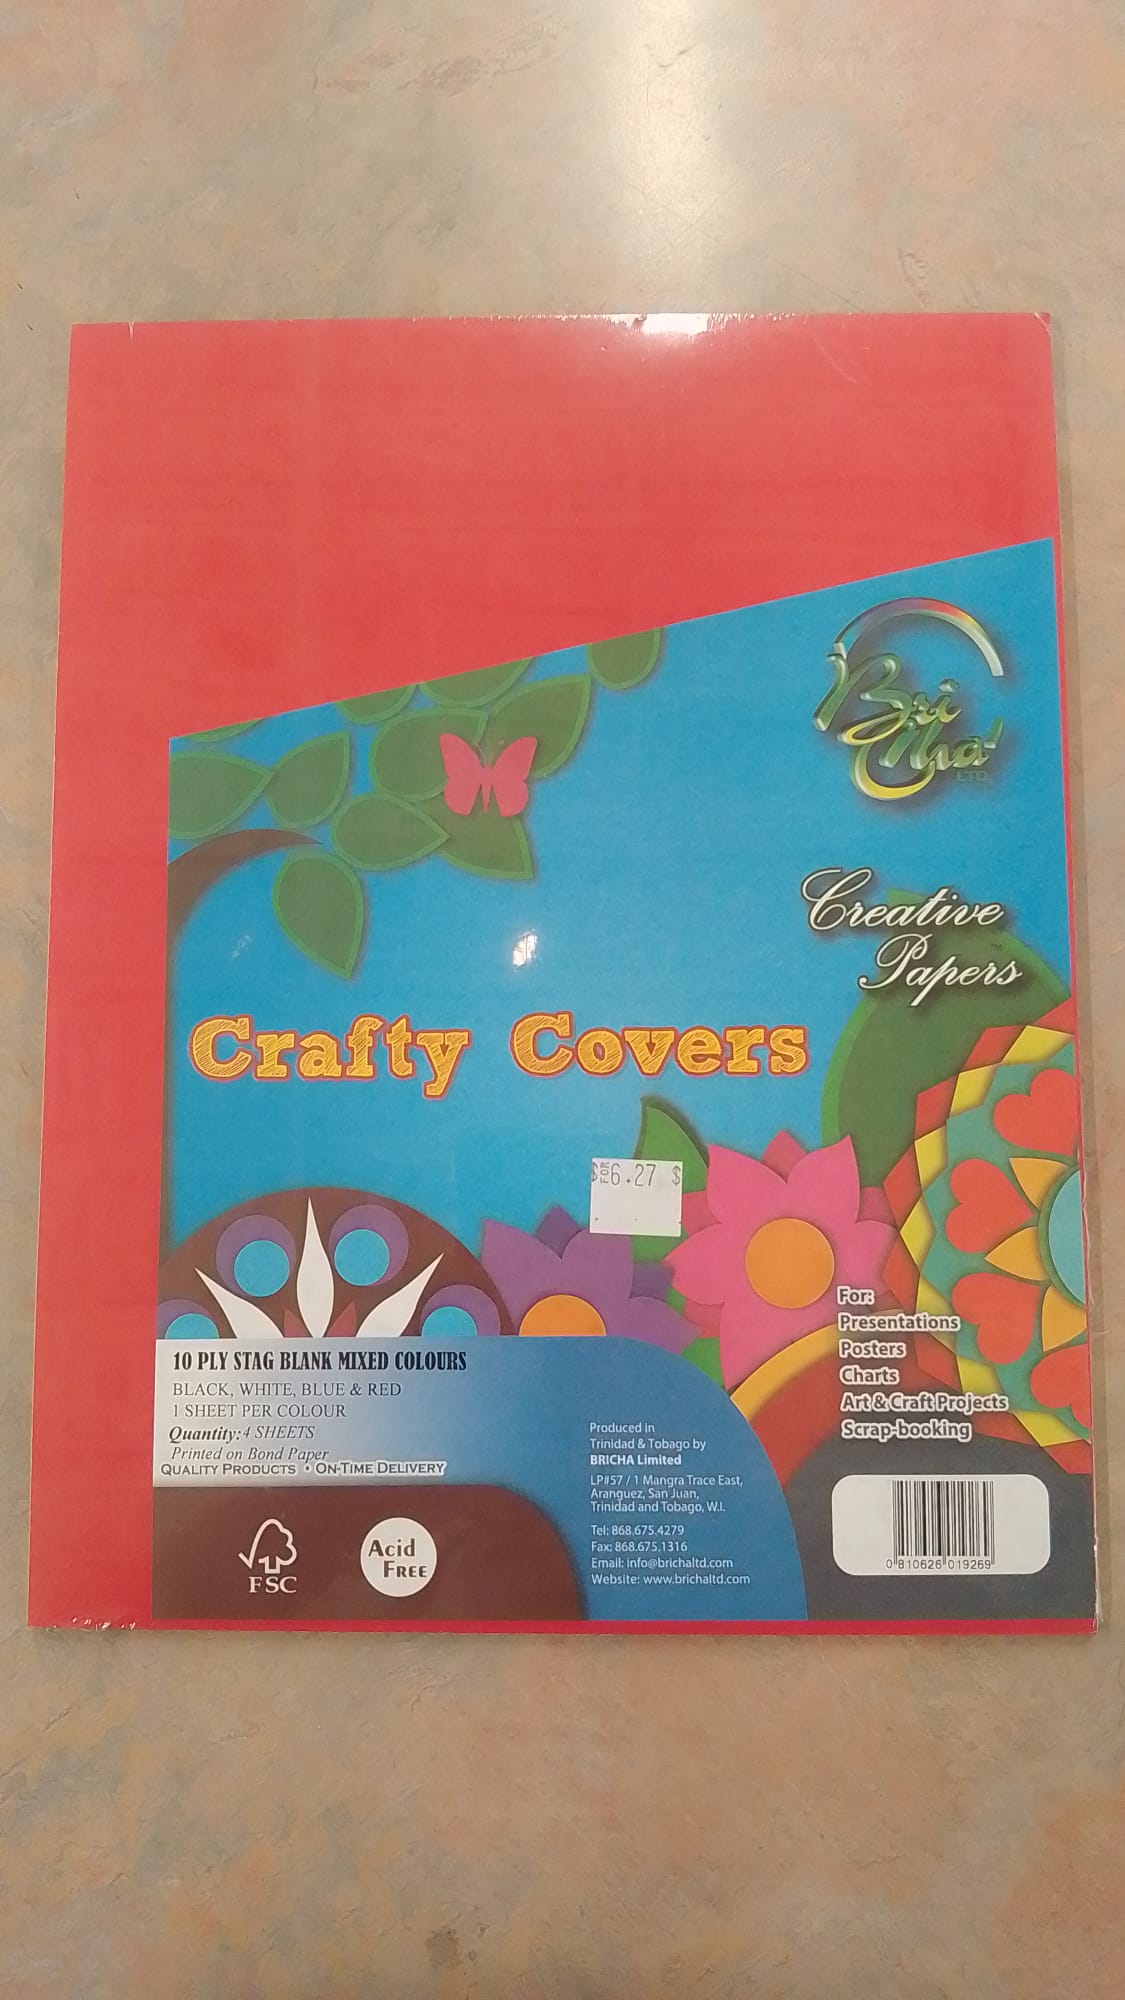 Bri
Cha
LTD.
Creative
Papers
™
Crafty Covers
$ FOR 6.27 $
For:
Presentations
Posters
Charts
Art & Craft Projects
Scrap-booking
10 PLY STAG BLANK MIXED COLOURS
BLACK, WHITE, BLUE & RED
1 SHEET PER COLOUR
Quantity: 4 SHEETS
Printed on Bond Paper
QUALITY PRODUCTS • ON-TIME DELIVERY
FSC
Acid
FREE
Produced in
Trinidad & Tobago by
BRICHA Limited
LP#57 / 1 Mangra Trace East,
Aranguez, San Juan,
Trinidad and Tobago, W.I.
Tel: 868.675.4279
Fax: 868.675.1316
Email: info@brichaltd.com
Website: www.brichaltd.com
0 810626 019269